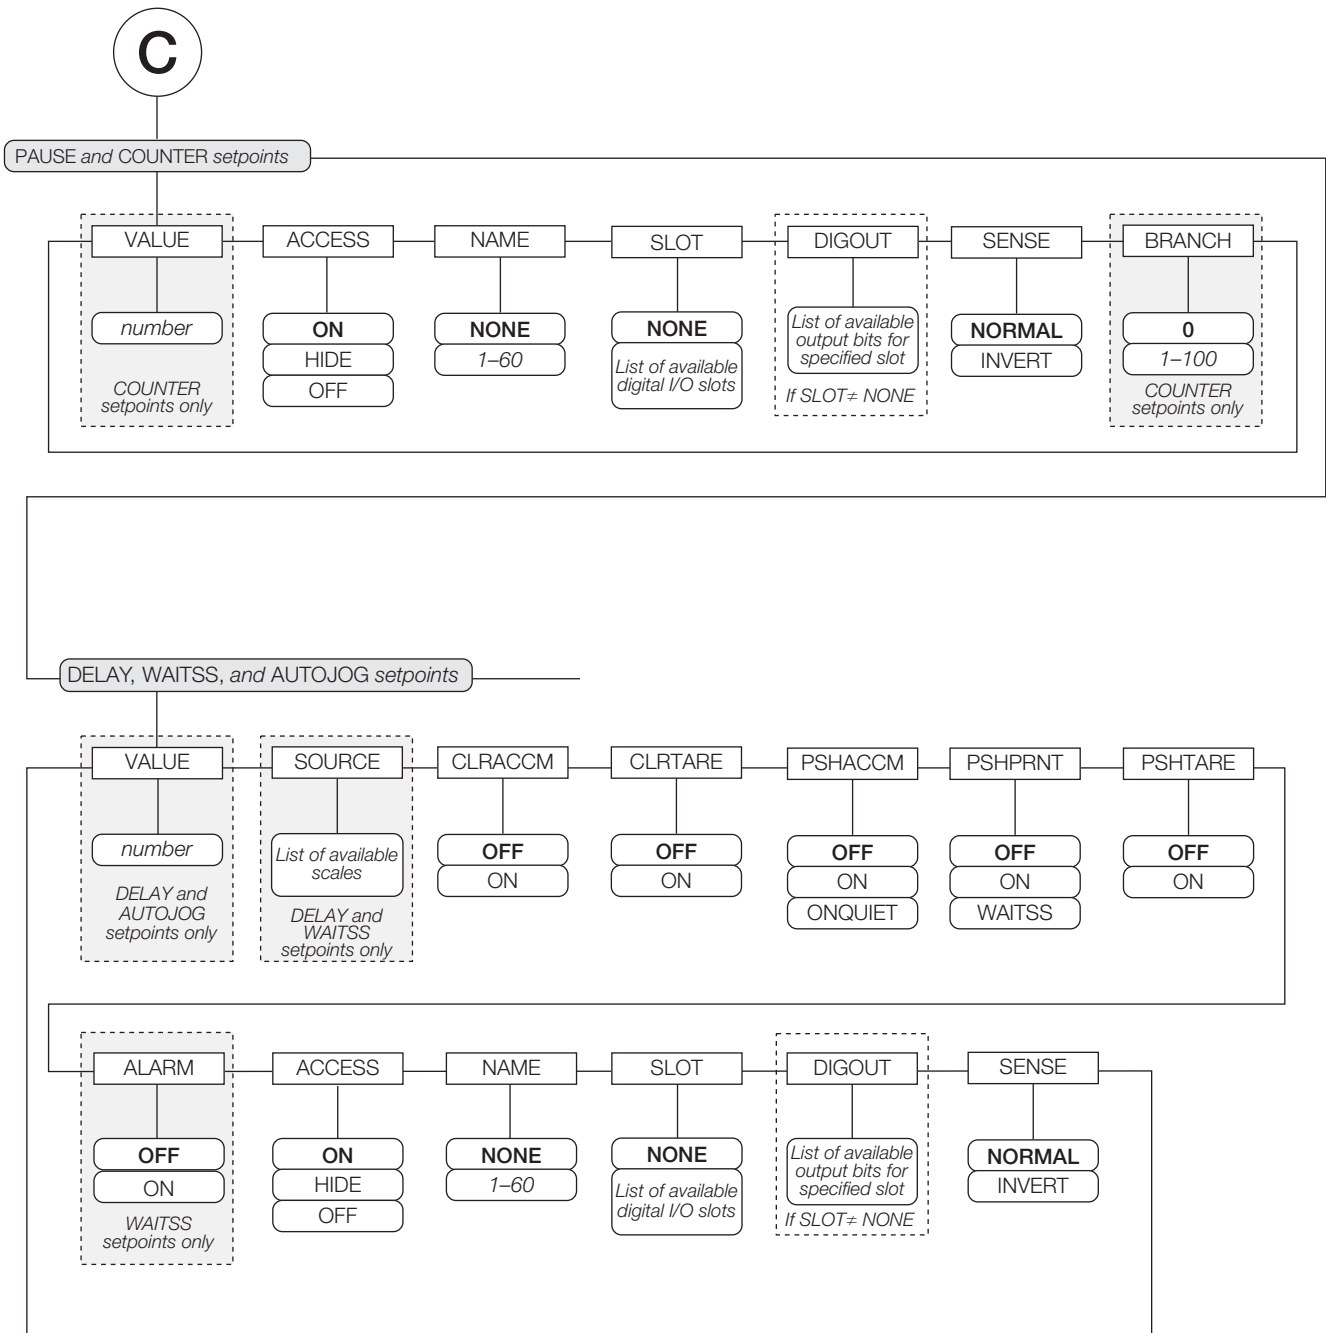 C
PAUSE and COUNTER setpoints
VALUE
ACCESS
NAME
SLOT
DIGOUT
SENSE
BRANCH
number
COUNTER
setpoints only
ON
HIDE
OFF
NONE
1–60
NONE
List of available
digital I/O slots
List of available
output bits for
specified slot
If SLOT≠ NONE
NORMAL
INVERT
0
1–100
COUNTER
setpoints only
DELAY, WAITSS, and AUTOJOG setpoints
VALUE
SOURCE
CLRACCM
CLRTARE
PSHACCM
PSHPRNT
PSHTARE
number
DELAY and
AUTOJOG
setpoints only
List of available
scales
DELAY and
WAITSS
setpoints only
OFF
ON
OFF
ON
OFF
ON
ONQUIET
OFF
ON
WAITSS
OFF
ON
ALARM
ACCESS
NAME
SLOT
DIGOUT
SENSE
OFF
ON
WAITSS
setpoints only
ON
HIDE
OFF
NONE
1–60
NONE
List of available
digital I/O slots
List of available
output bits for
specified slot
If SLOT≠ NONE
NORMAL
INVERT